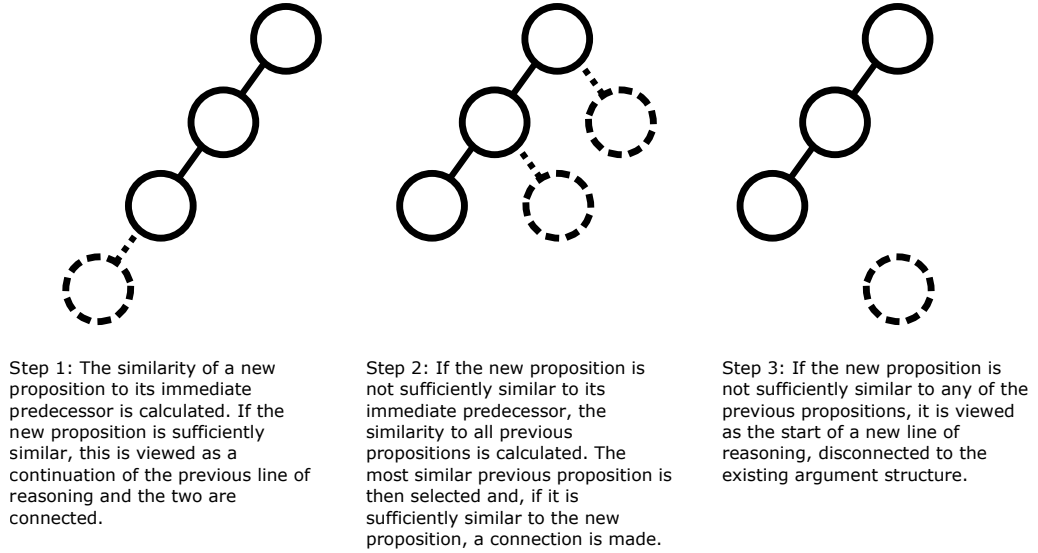 Step 1: The similarity of a new
proposition to its immediate
predecessor is calculated. If the
new proposition is sufficiently
similar, this is viewed as a
continuation of the previous line of
reasoning and the two are
connected.
Step 2: If the new proposition is
not sufficiently similar to its
immediate predecessor, the
similarity to all previous
propositions is calculated. The
most similar previous proposition is
then selected and, if it is
sufficiently similar to the new
proposition, a connection is made.
Step 3: If the new proposition is
not sufficiently similar to any of the
previous propositions, it is viewed
as the start of a new line of
reasoning, disconnected to the
existing argument structure.